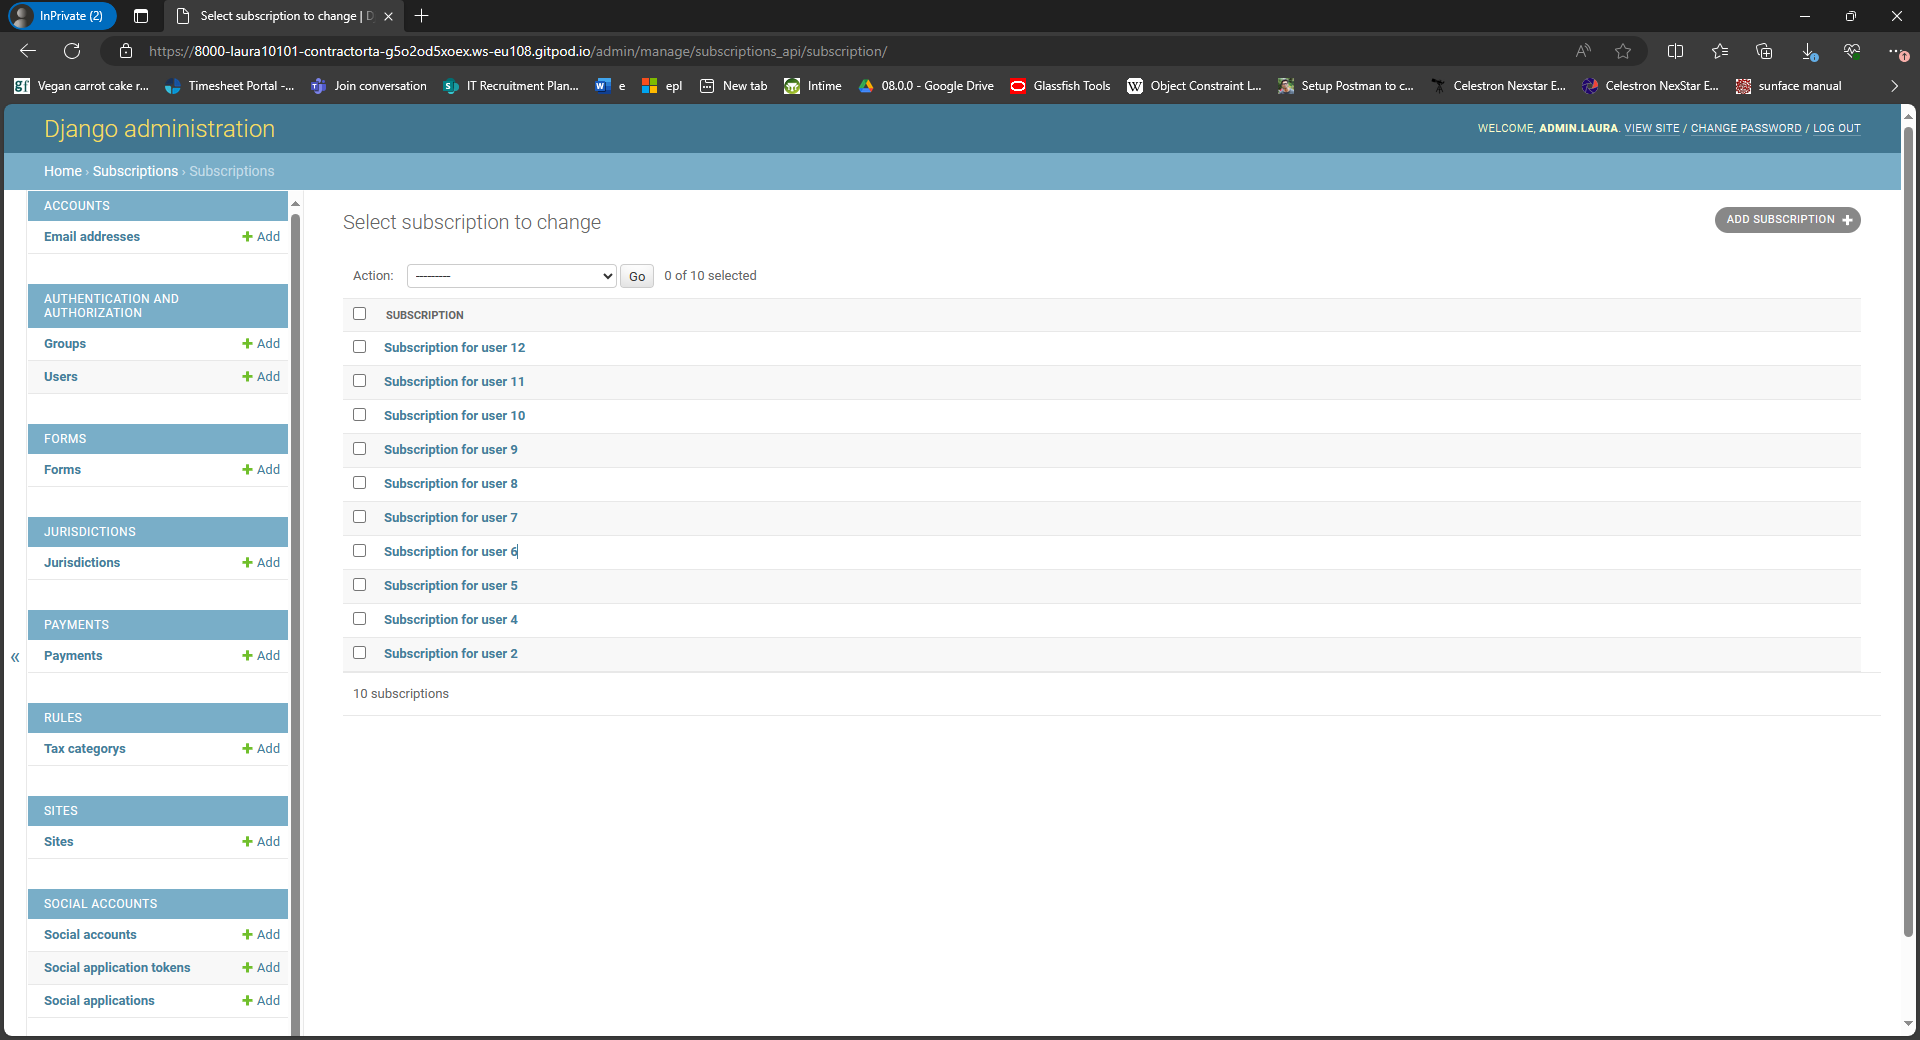 InPrivate (2)
Select subscription to change | D
https://8000-laura10101-contractorta-g5o2od5xoex.ws-eu108.gitpod.io/admin/manage/subscriptions_api/subscription/
Vegan carrot cake r... Timesheet Portal -... Join conversation IT Recruitment Plan... e epl New tab Intime 08.0.0 - Google Drive Glassfish Tools Object Constraint L... Setup Postman to c... Celestron Nexstar E... Celestron NexStar E... sunface manual
Django administration
WELCOME, ADMIN.LAURA. VIEW SITE / CHANGE PASSWORD / LOG OUT
Home › Subscriptions › Subscriptions
ACCOUNTS
Email addresses + Add
AUTHENTICATION AND
AUTHORIZATION
Groups + Add
Users + Add
FORMS
Forms + Add
JURISDICTIONS
Jurisdictions + Add
PAYMENTS
Payments + Add
RULES
Tax categorys + Add
SITES
Sites + Add
SOCIAL ACCOUNTS
Social accounts + Add
Social application tokens + Add
Social applications + Add
«
Select subscription to change
ADD SUBSCRIPTION +
Action: --------- Go 0 of 10 selected
SUBSCRIPTION
Subscription for user 12
Subscription for user 11
Subscription for user 10
Subscription for user 9
Subscription for user 8
Subscription for user 7
Subscription for user 6
Subscription for user 5
Subscription for user 4
Subscription for user 2
10 subscriptions